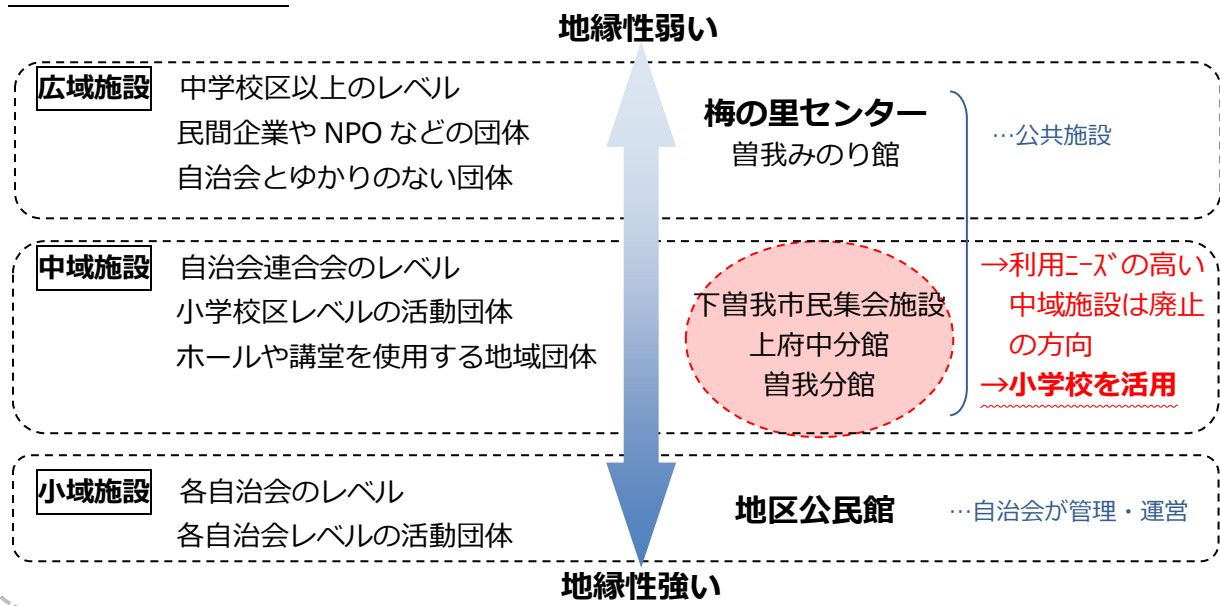 地縁性弱い
広域施設
中学校区以上のレベル
民間企業や NPO などの団体
自治会とゆかりのない団体
梅の里センター
曽我みのり館
…公共施設
中域施設
自治会連合会のレベル
小学校区レベルの活動団体
ホールや講堂を使用する地域団体
下曽我市民集会施設
上府中分館
曽我分館
→利用ﾆｰｽﾞの高い
中域施設は廃止
の方向
→小学校を活用
小域施設
各自治会のレベル
各自治会レベルの活動団体
地区公民館
…自治会が管理・運営
地縁性強い